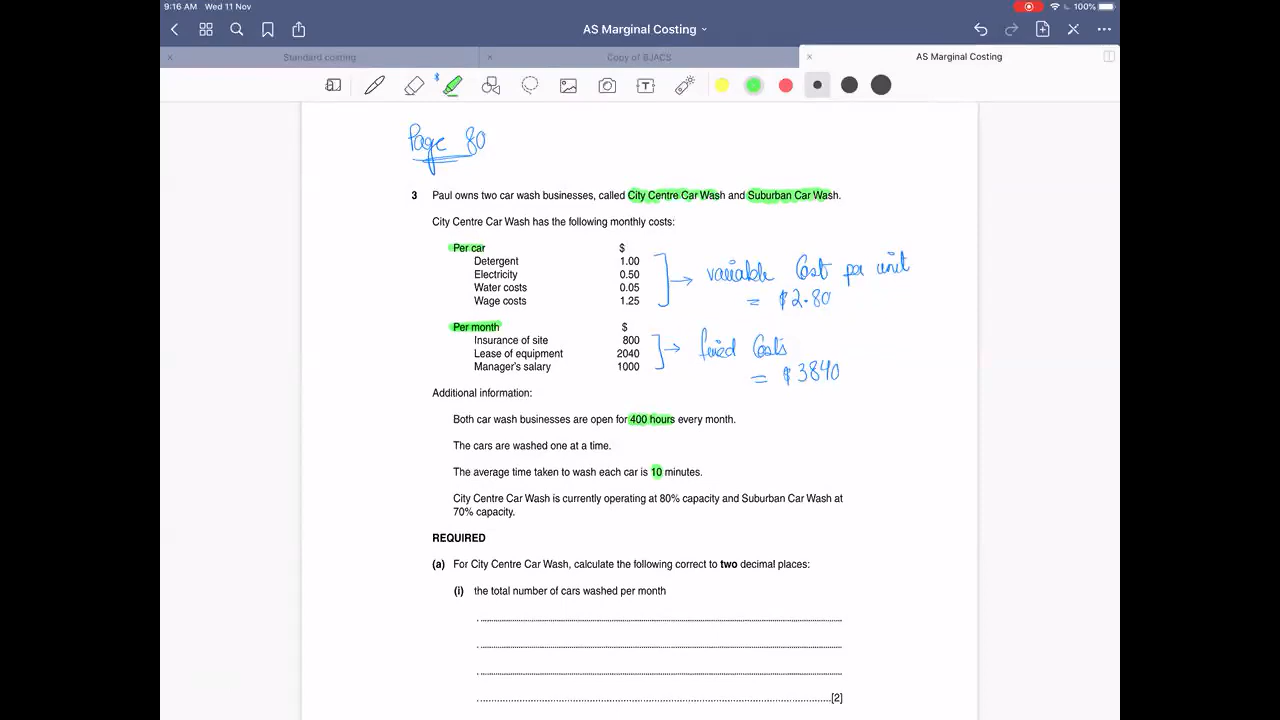 9:16 AM Wed 11 Nov
100%
AS Marginal Costing
Standard costing
Copy of BJACS
AS Marginal Costing
Page 80
3 Paul owns two car wash businesses, called City Centre Car Wash and Suburban Car Wash.
City Centre Car Wash has the following monthly costs:
Per car $
Detergent 1.00
Electricity 0.50
Water costs 0.05
Wage costs 1.25
variable Cost per unit
= $2.80
Per month $
Insurance of site 800
Lease of equipment 2040
Manager's salary 1000
fixed Costs
= $3840
Additional information:
Both car wash businesses are open for 400 hours every month.
The cars are washed one at a time.
The average time taken to wash each car is 10 minutes.
City Centre Car Wash is currently operating at 80% capacity and Suburban Car Wash at
70% capacity.
REQUIRED
(a) For City Centre Car Wash, calculate the following correct to two decimal places:
(i) the total number of cars washed per month
[2]